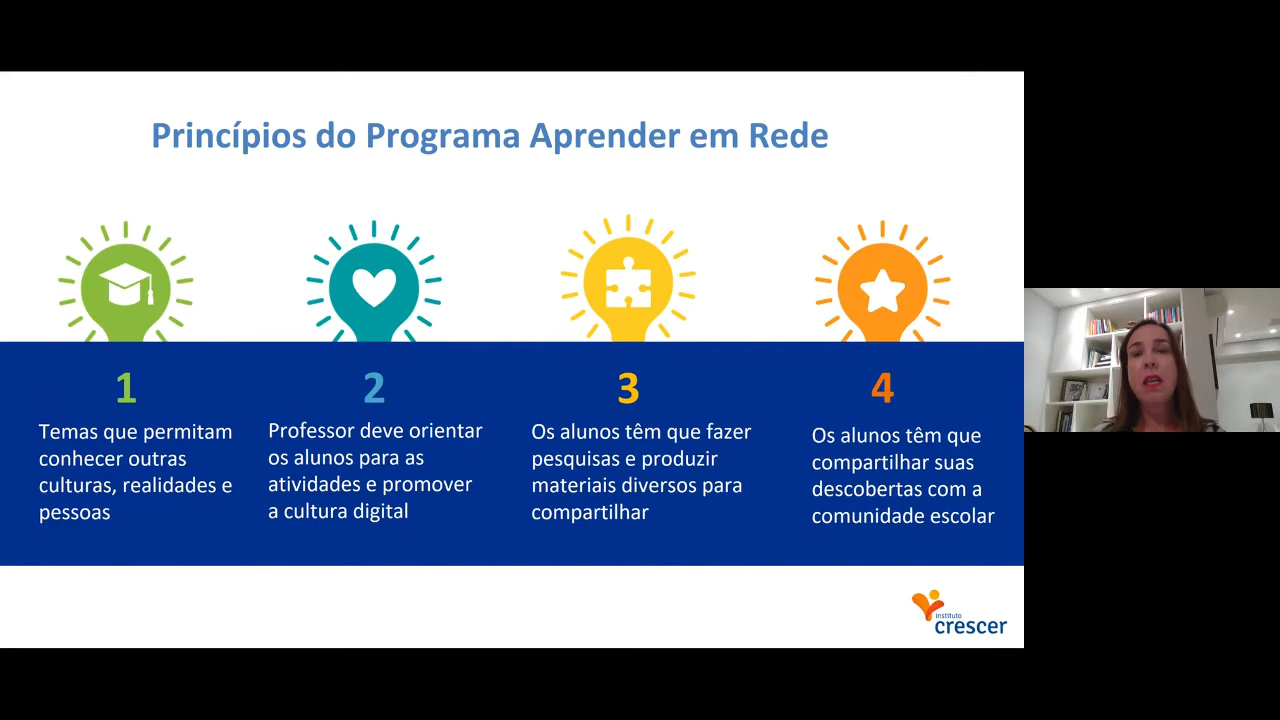 Princípios do Programa Aprender em Rede
1
Temas que permitam
conhecer outras
culturas, realidades e
pessoas
2
Professor deve orientar
os alunos para as
atividades e promover
a cultura digital
3
Os alunos têm que fazer
pesquisas e produzir
materiais diversos para
compartilhar
4
Os alunos têm que
compartilhar suas
descobertas com a
comunidade escolar
instituto
crescer